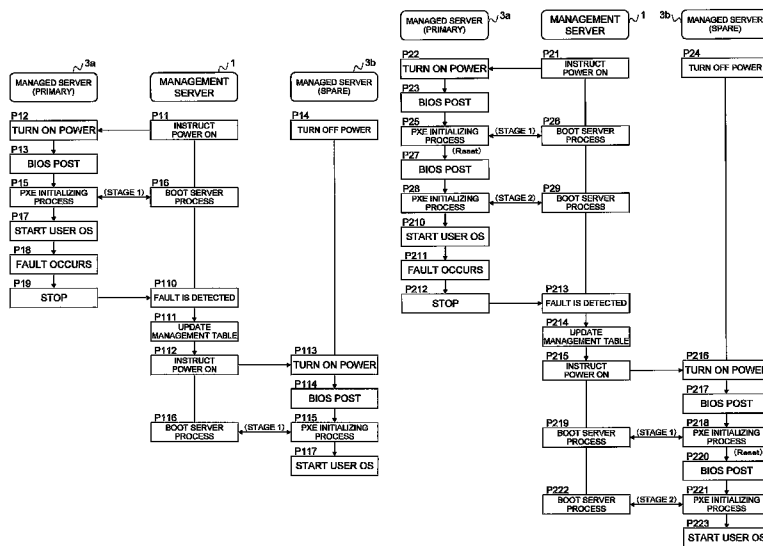 3a
MANAGED SERVER
(PRIMARY)
1
MANAGEMENT
SERVER
3b
MANAGED SERVER
(SPARE)
P12
TURN ON POWER
P11
INSTRUCT
POWER ON
P14
TURN OFF POWER
P13
BIOS POST
P15
PXE INITIALIZING
PROCESS
(STAGE 1)
P16
BOOT SERVER
PROCESS
P17
START USER OS
P18
FAULT OCCURS
P19
STOP
P110
FAULT IS DETECTED
P111
UPDATE
MANAGEMENT TABLE
P112
INSTRUCT
POWER ON
P113
TURN ON POWER
P114
BIOS POST
P116
BOOT SERVER
PROCESS
(STAGE 1)
P115
PXE INITIALIZING
PROCESS
P117
START USER OS
3a
MANAGED SERVER
(PRIMARY)
1
MANAGEMENT
SERVER
3b
MANAGED SERVER
(SPARE)
P22
TURN ON POWER
P21
INSTRUCT
POWER ON
P24
TURN OFF POWER
P23
BIOS POST
P25
PXE INITIALIZING
PROCESS
(STAGE 1)
P26
BOOT SERVER
PROCESS
(Reset)
P27
BIOS POST
P28
PXE INITIALIZING
PROCESS
(STAGE 2)
P29
BOOT SERVER
PROCESS
P210
START USER OS
P211
FAULT OCCURS
P212
STOP
P213
FAULT IS DETECTED
P214
UPDATE
MANAGEMENT TABLE
P215
INSTRUCT
POWER ON
P216
TURN ON POWER
P217
BIOS POST
P219
BOOT SERVER
PROCESS
(STAGE 1)
P218
PXE INITIALIZING
PROCESS
(Reset)
P220
BIOS POST
P222
BOOT SERVER
PROCESS
(STAGE 2)
P221
PXE INITIALIZING
PROCESS
P223
START USER OS